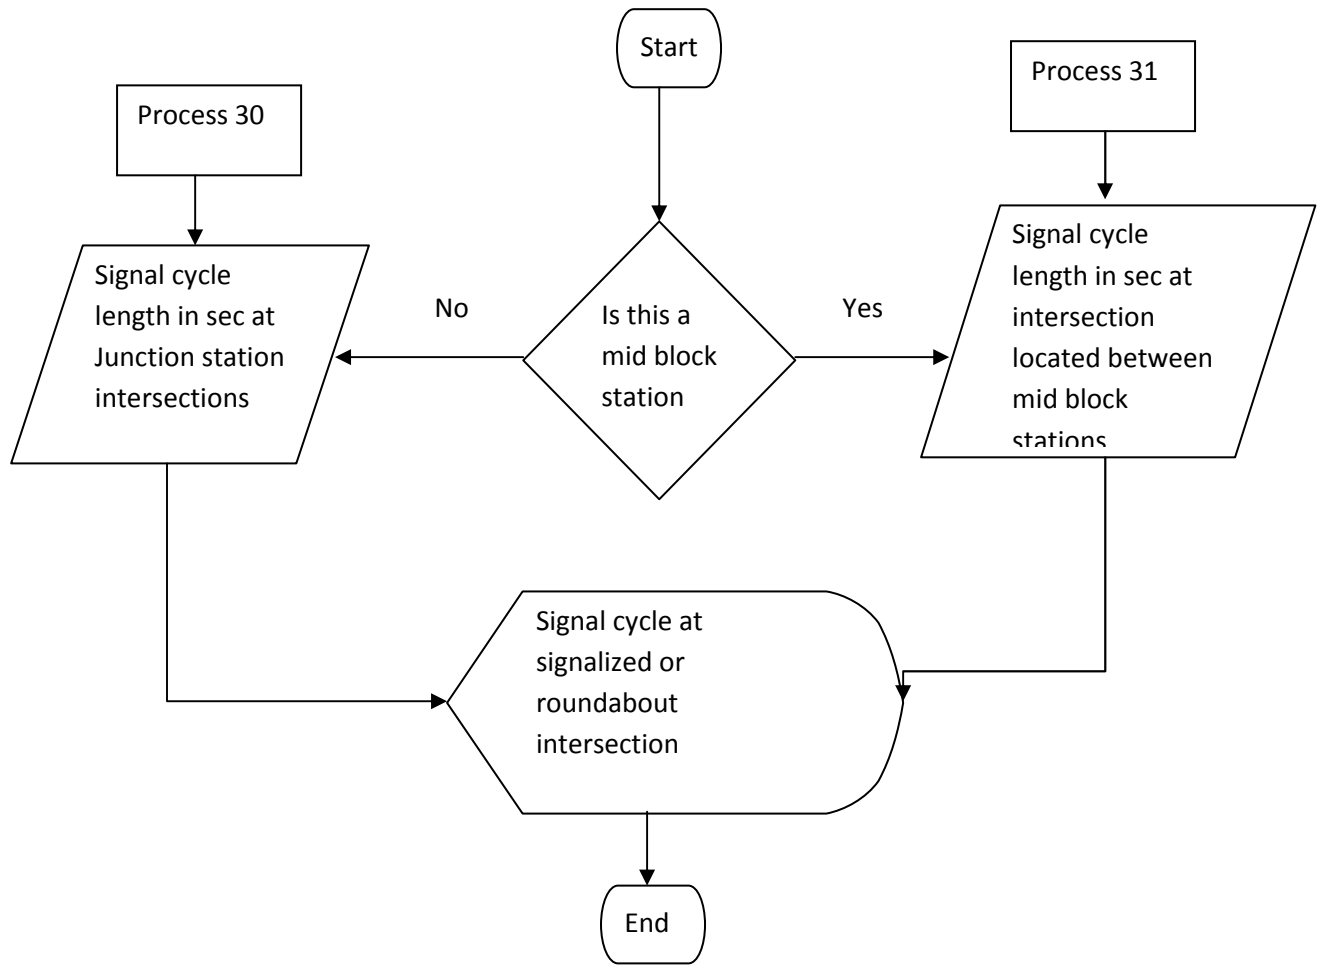 Start
Process 31
Process 30
Signal cycle
length in sec at
intersection
located between
mid block
stations
Signal cycle
length in sec at
Junction station
intersections
No
Is this a
mid block
station
Yes
Signal cycle at
signalized or
roundabout
intersection
End